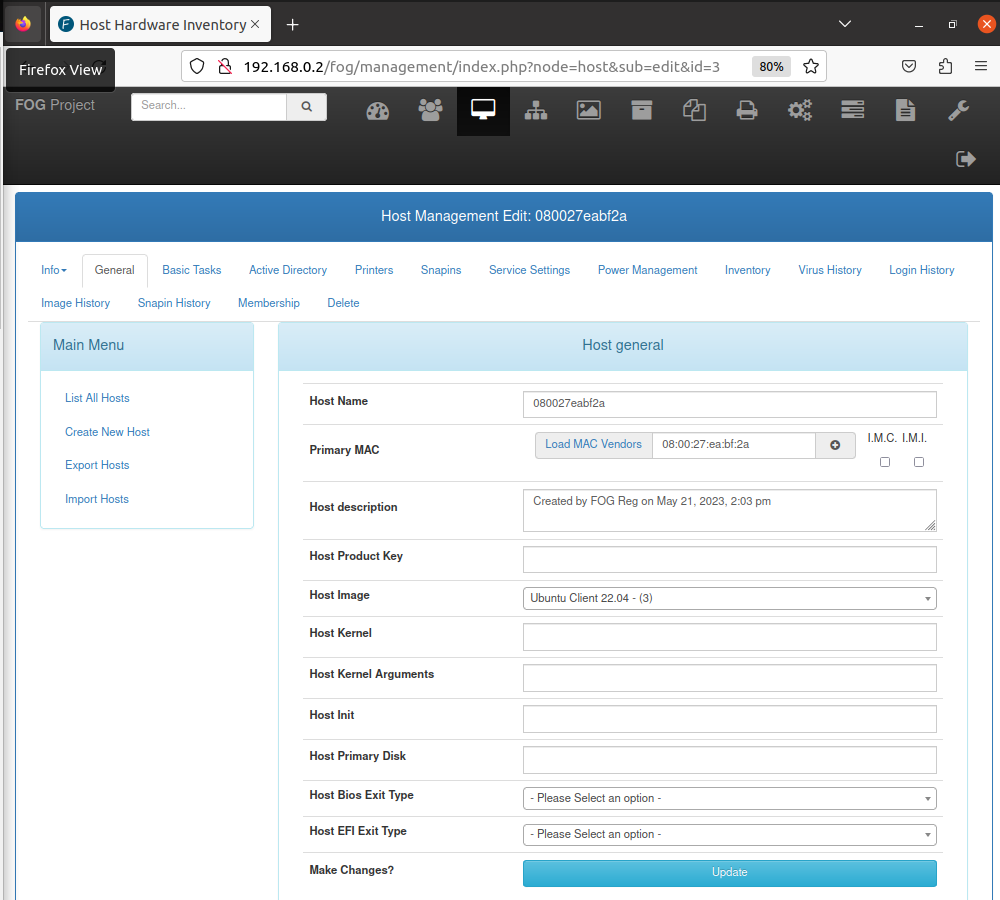 Host Hardware Inventory
Firefox View
192.168.0.2/fog/management/index.php?node=host&sub=edit&id=3
80%
FOG Project
Search...
Host Management Edit: 080027eabf2a
Info General Basic Tasks Active Directory Printers Snapins Service Settings Power Management Inventory Virus History Login History
Image History Snapin History Membership Delete
Main Menu
List All Hosts
Create New Host
Export Hosts
Import Hosts
Host general
Host Name 080027eabf2a
Primary MAC Load MAC Vendors 08:00:27:ea:bf:2a I.M.C. I.M.I.
Host description Created by FOG Reg on May 21, 2023, 2:03 pm
Host Product Key
Host Image Ubuntu Client 22.04 - (3)
Host Kernel
Host Kernel Arguments
Host Init
Host Primary Disk
Host Bios Exit Type - Please Select an option -
Host EFI Exit Type - Please Select an option -
Make Changes? Update